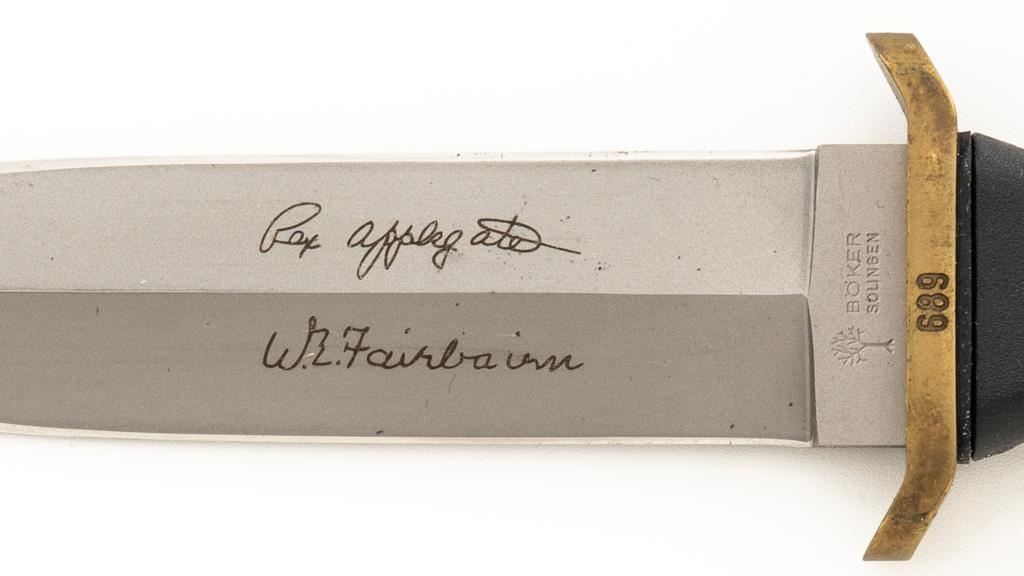 Rex Applegate
W.E. Fairbairn
BÖKER
SOLINGEN
689